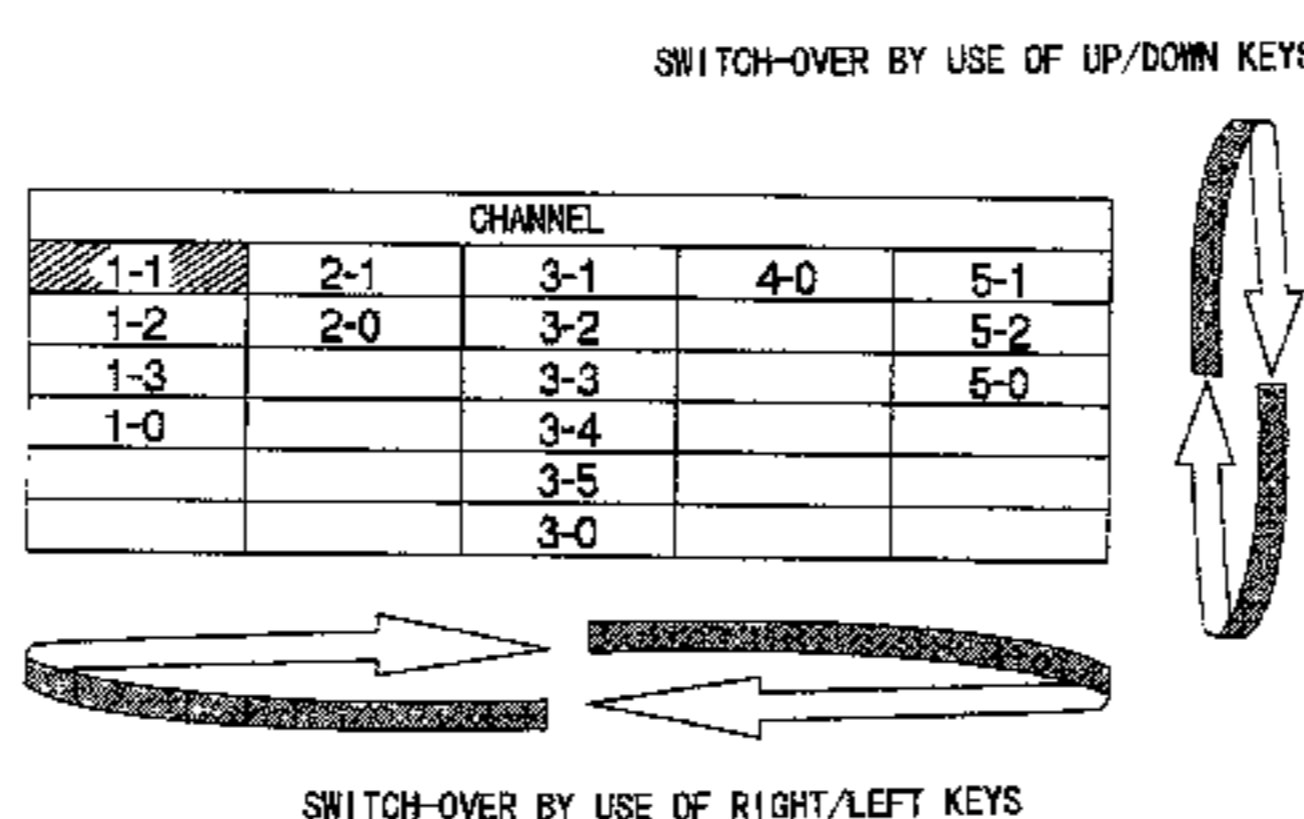 SWITCH-OVER BY USE OF UP/DOWN KEYS
CHANNEL
1-1 2-1 3-1 4-0 5-1
1-2 2-0 3-2 5-2
1-3 3-3 5-0
1-0 3-4
3-5
3-0
SWITCH-OVER BY USE OF RIGHT/LEFT KEYS